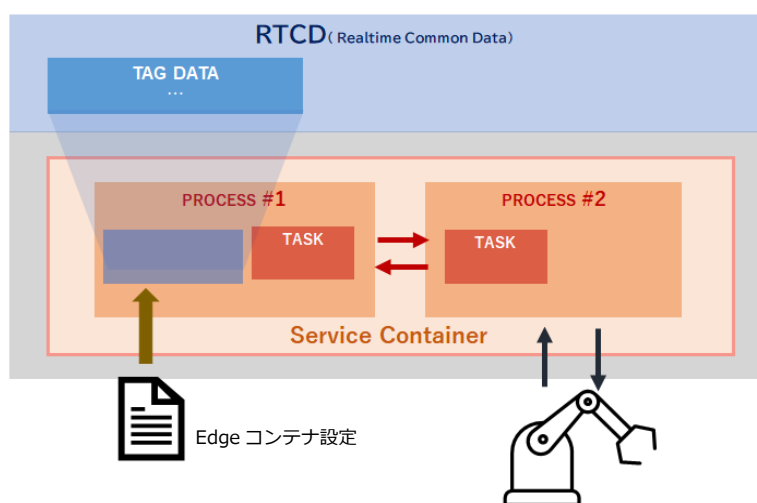 RTCD( Realtime Common Data)
TAG DATA
...
PROCESS #1
PROCESS #2
TASK
TASK
Service Container
Edge コンテナ設定